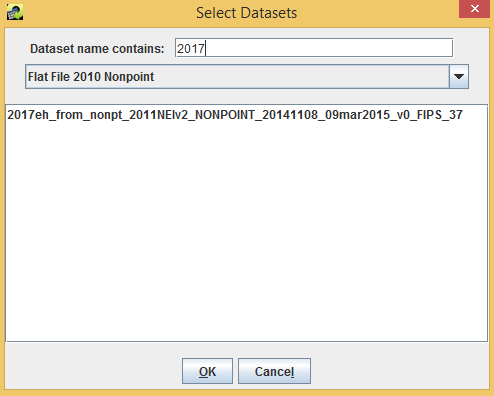 Select Datasets
Dataset name contains: 2017
Flat File 2010 Nonpoint
2017eh_from_nonpt_2011NEIv2_NONPOINT_20141108_09mar2015_v0_FIPS_37
OK Cancel